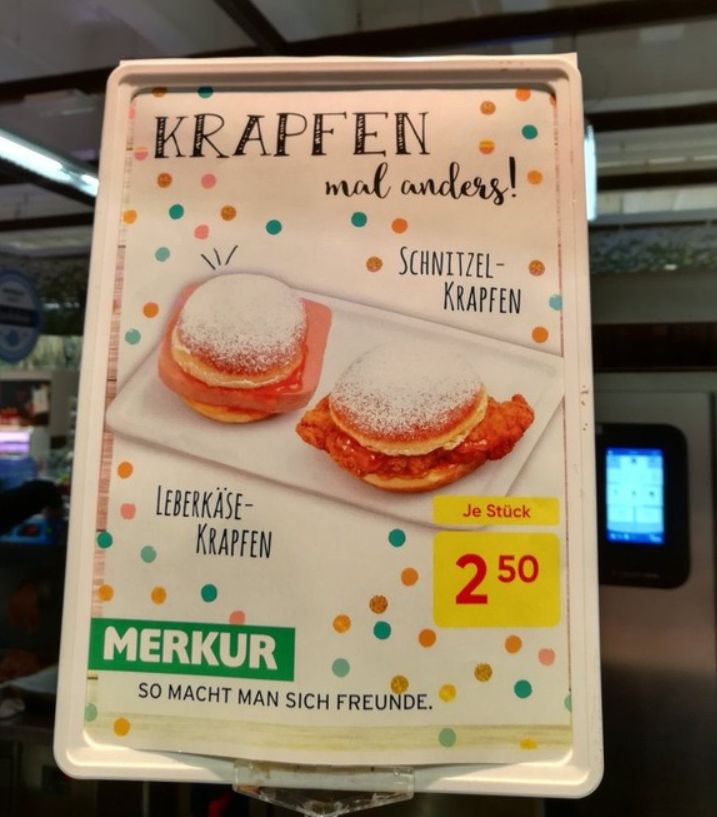 KRAPFEN
mal anders!
SCHNITZEL-
KRAPFEN
LEBERKÄSE-
KRAPFEN
Je Stück
2 50
MERKUR
SO MACHT MAN SICH FREUNDE.